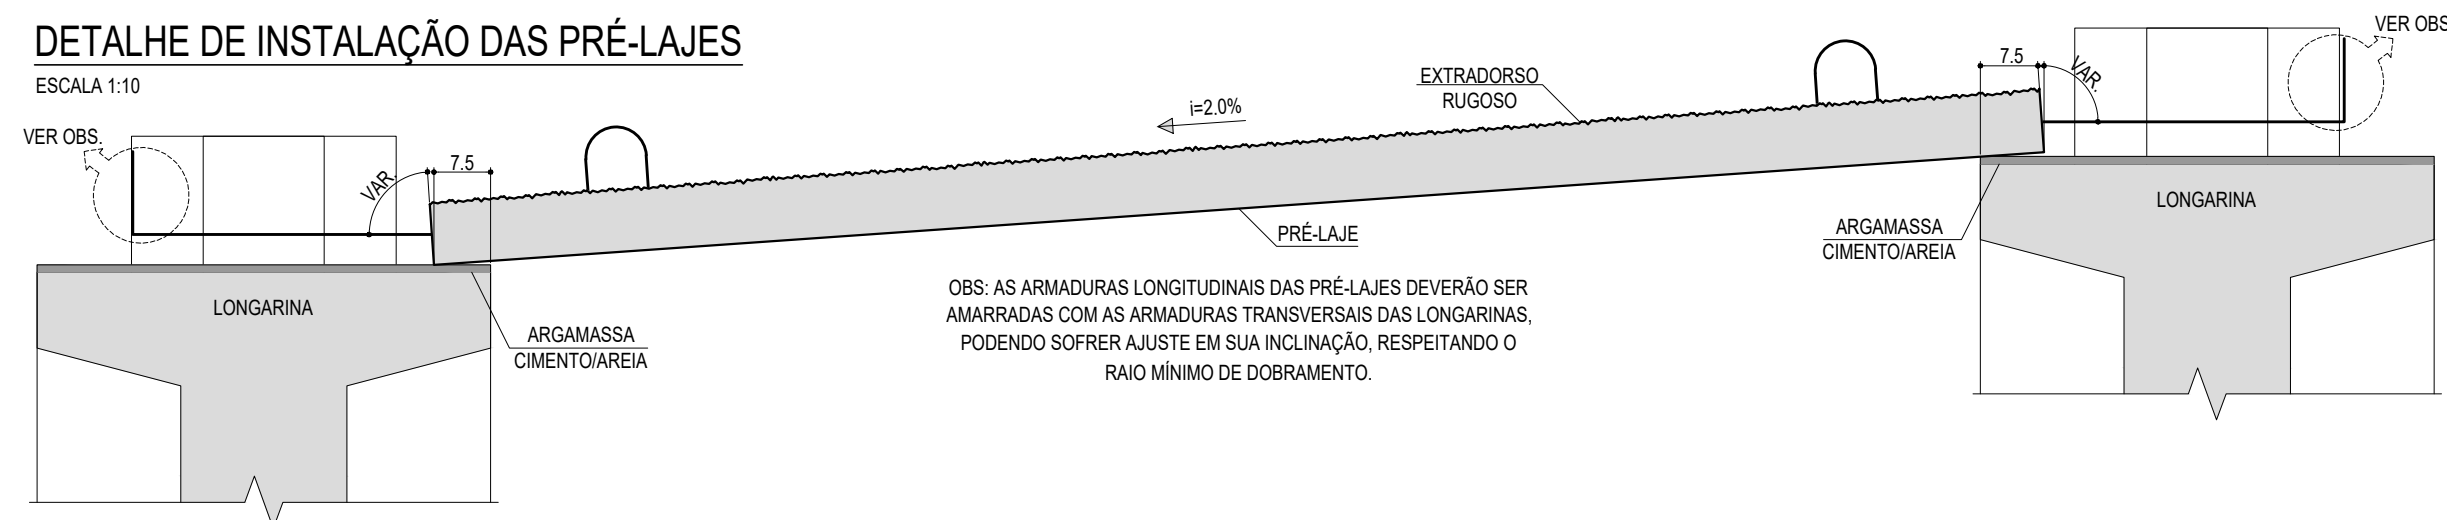 DETALHE DE INSTALAÇÃO DAS PRÉ-LAJES
ESCALA 1:10
VER OBS.
VAR.
7.5
LONGARINA
ARGAMASSA
CIMENTO/AREIA
i=2.0%
EXTRADORSO
RUGOSO
PRÉ-LAJE
OBS: AS ARMADURAS LONGITUDINAIS DAS PRÉ-LAJES DEVERÃO SER
AMARRADAS COM AS ARMADURAS TRANSVERSAIS DAS LONGARINAS,
PODENDO SOFRER AJUSTE EM SUA INCLINAÇÃO, RESPEITANDO O
RAIO MÍNIMO DE DOBRAMENTO.
7.5
VAR.
VER OBS
ARGAMASSA
CIMENTO/AREIA
LONGARINA